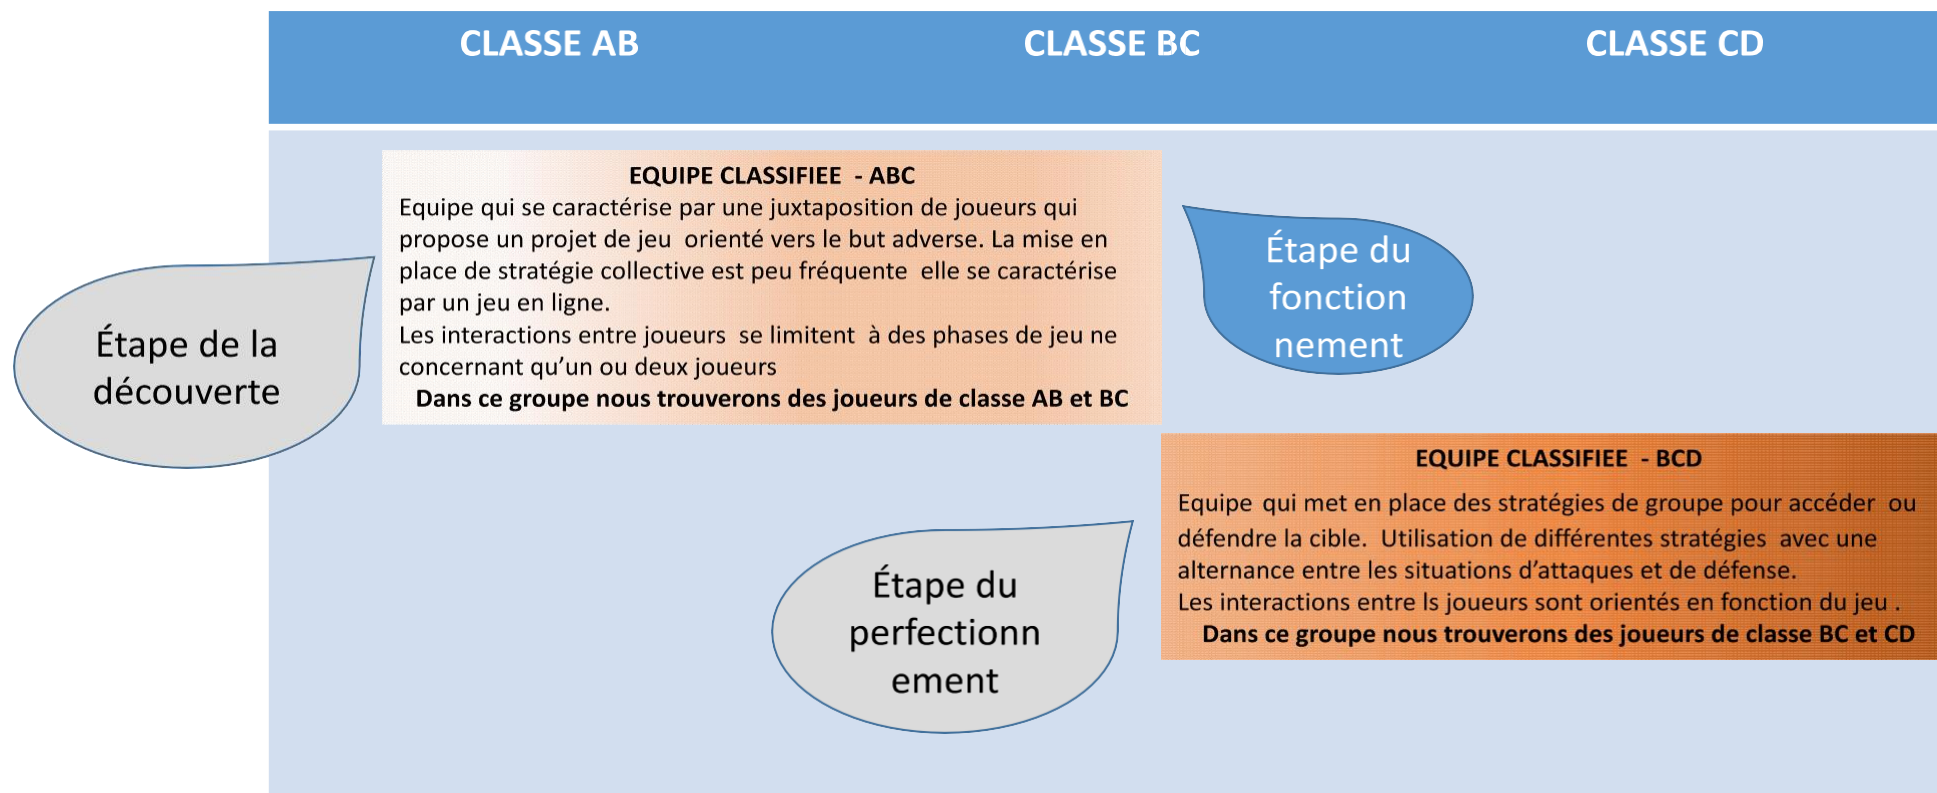 CLASSE AB
CLASSE BC
CLASSE CD
EQUIPE CLASSIFIEE - ABC
Equipe qui se caractérise par une juxtaposition de joueurs qui
propose un projet de jeu orienté vers le but adverse. La mise en
place de stratégie collective est peu fréquente elle se caractérise
par un jeu en ligne.
Les interactions entre joueurs se limitent à des phases de jeu ne
concernant qu’un ou deux joueurs
Dans ce groupe nous trouverons des joueurs de classe AB et BC
Étape du
fonction
nement
Étape de la
découverte
EQUIPE CLASSIFIEE - BCD
Equipe qui met en place des stratégies de groupe pour accéder ou
défendre la cible. Utilisation de différentes stratégies avec une
alternance entre les situations d’attaques et de défense.
Les interactions entre ls joueurs sont orientés en fonction du jeu .
Dans ce groupe nous trouverons des joueurs de classe BC et CD
Étape du
perfectionn
ement